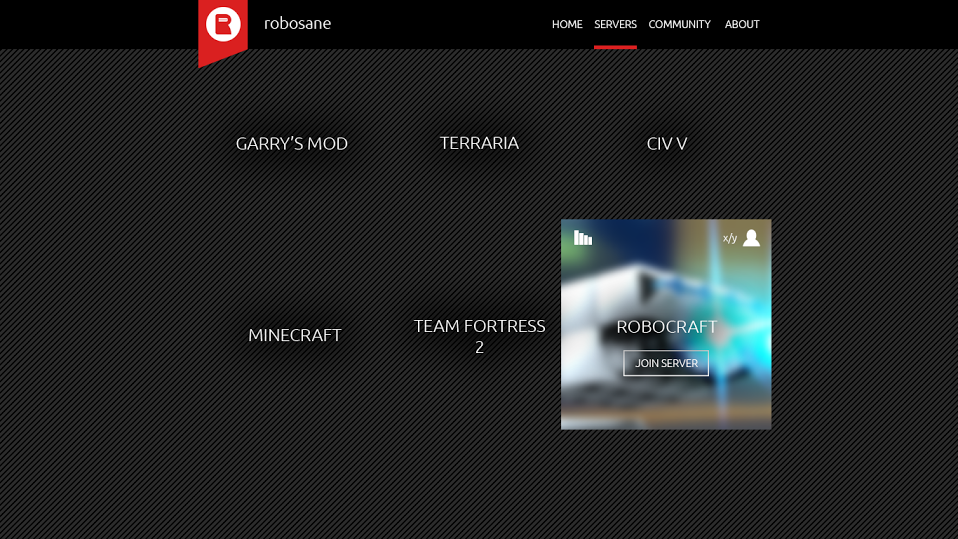 R
robosane
HOME SERVERS COMMUNITY ABOUT
GARRY'S MOD
TERRARIA
CIV V
x/y
MINECRAFT
TEAM FORTRESS
2
ROBOCRAFT
JOIN SERVER